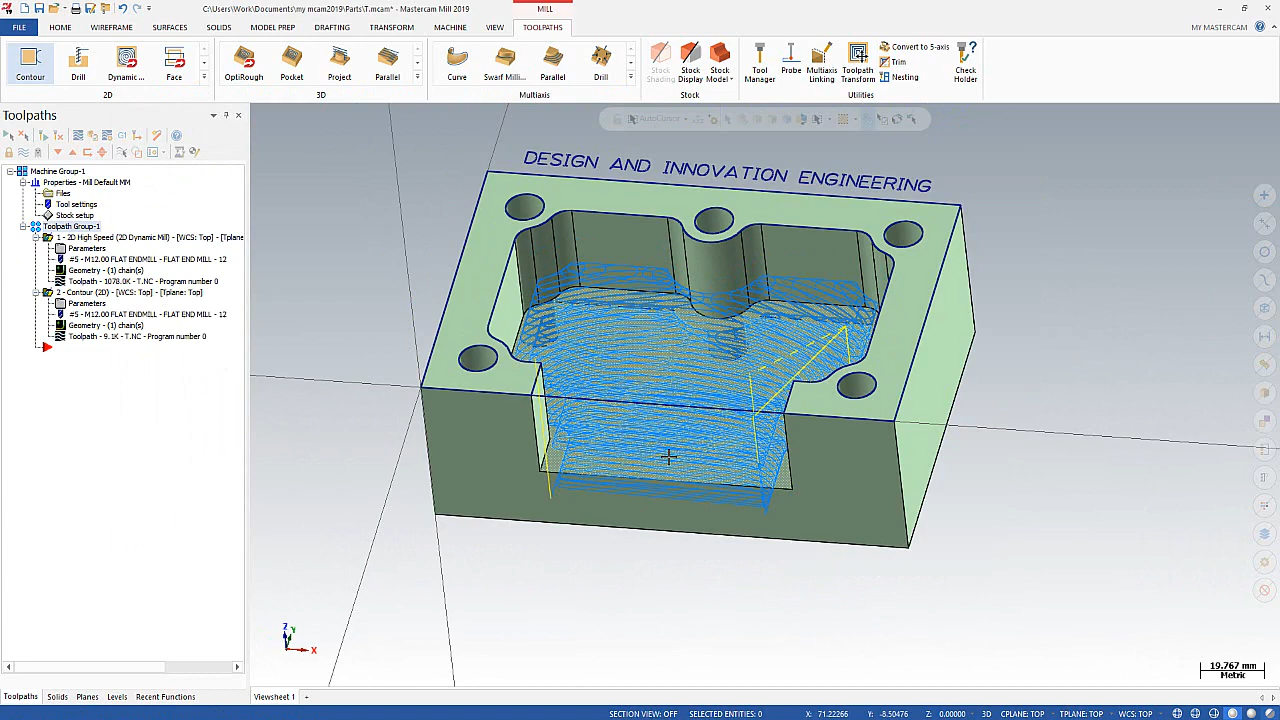 C:\Users\Work\Documents\my mcam2019\Parts\T.mcam* - Mastercam Mill 2019
MILL
FILE HOME WIREFRAME SURFACES SOLIDS MODEL PREP DRAFTING TRANSFORM MACHINE VIEW TOOLPATHS MY MASTERCAM
Contour Drill Dynamic ... Face
2D
OptiRough Pocket Project Parallel
3D
Curve Swarf Milli... Parallel Drill
Multiaxis
Stock Shading Stock Display Stock Model
Stock
Tool Manager Probe Multiaxis Linking Toolpath Transform
Convert to 5-axis
Trim
Nesting
Check Holder
Utilities
Toolpaths
AutoCursor
Machine Group-1
Properties - Mill Default MM
Files
Tool settings
Stock setup
Toolpath Group-1
1 - 2D High Speed (2D Dynamic Mill) - [WCS: Top] - [Tplane
Parameters
#5 - M12.00 FLAT ENDMILL - FLAT END MILL - 12
Geometry - (1) chain(s)
Toolpath - 1078.0K - T.NC - Program number 0
2 - Contour (2D) - [WCS: Top] - [Tplane: Top]
Parameters
#5 - M12.00 FLAT ENDMILL - FLAT END MILL - 12
Geometry - (1) chain(s)
Toolpath - 9.1K - T.NC - Program number 0
DESIGN AND INNOVATION ENGINEERING
Z
Y
X
19.767 mm
Metric
Toolpaths Solids Planes Levels Recent Functions
Viewsheet 1 +
SECTION VIEW: OFF SELECTED ENTITIES: 0 X: 71.22266 Y: -8.50476 Z: 0.00000 3D CPLANE: TOP TPLANE: TOP WCS: TOP